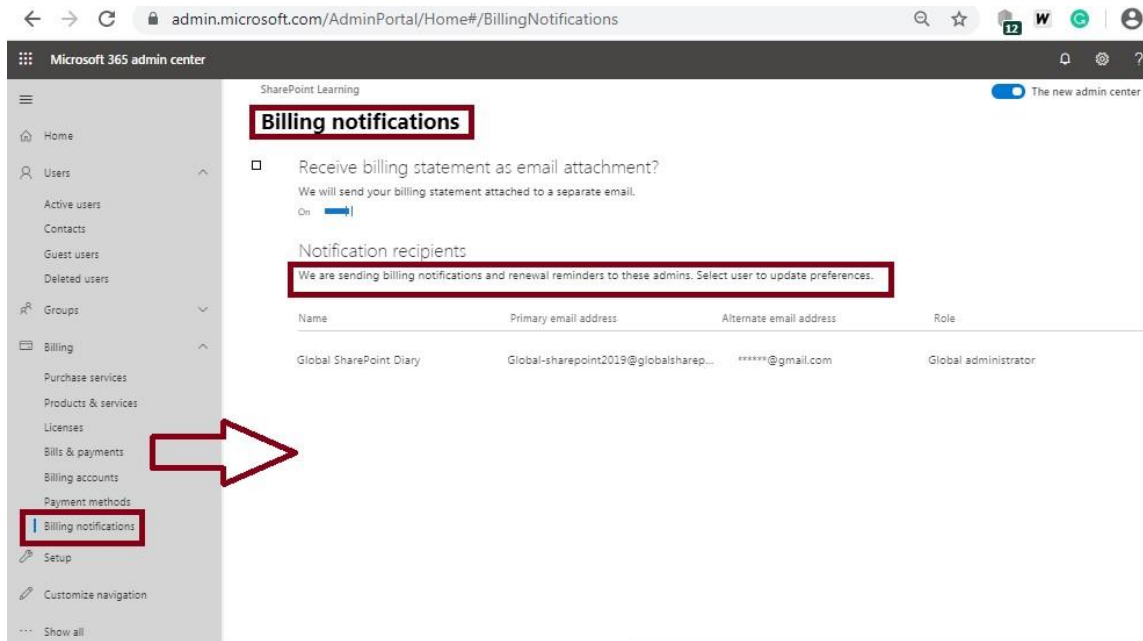 admin.microsoft.com/AdminPortal/Home#/BillingNotifications
12
W
G
Microsoft 365 admin center
?
SharePoint Learning
The new admin center
Billing notifications
Home
Users
Active users
Contacts
Guest users
Deleted users
Groups
Billing
Purchase services
Products & services
Licenses
Bills & payments
Billing accounts
Payment methods
Billing notifications
Setup
Customize navigation
... Show all
Receive billing statement as email attachment?
We will send your billing statement attached to a separate email.
On
Notification recipients
We are sending billing notifications and renewal reminders to these admins. Select user to update preferences.
Name Primary email address Alternate email address Role
Global SharePoint Diary Global-sharepoint2019@globalsharep... ******@gmail.com Global administrator